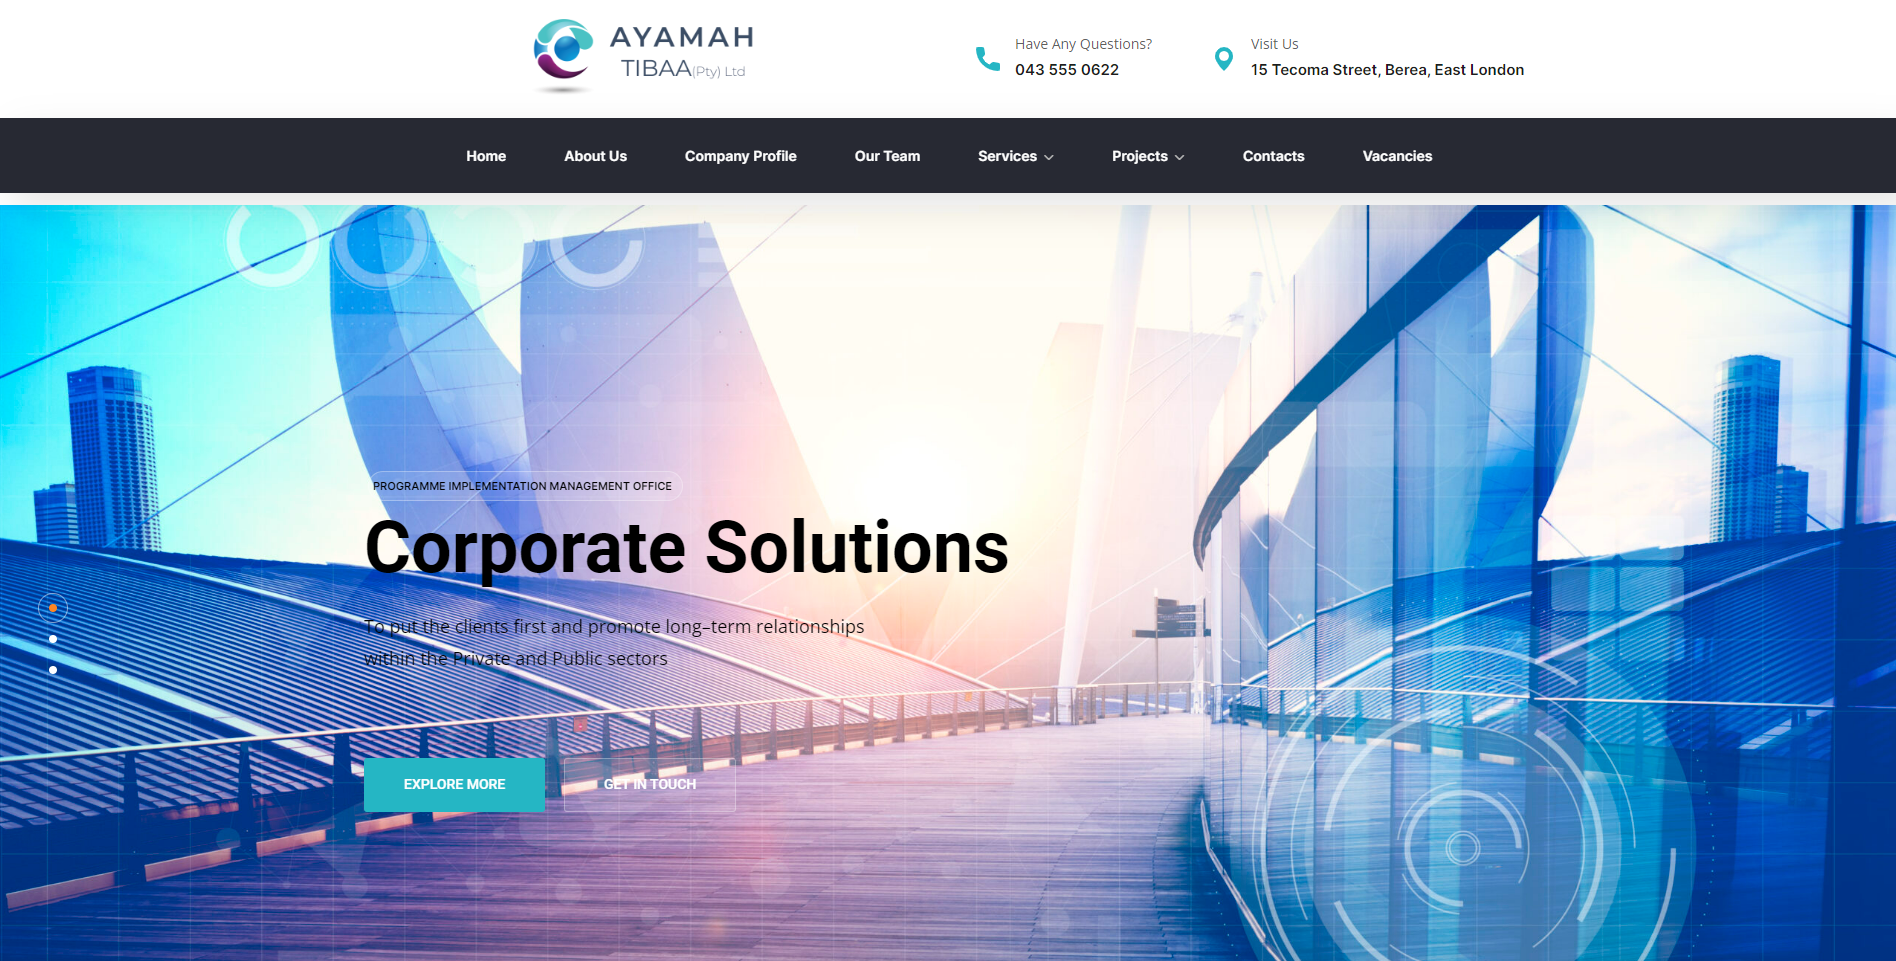 AYAMAH
TIBAA(Pty) Ltd
Have Any Questions?
043 555 0622
Visit Us
15 Tecoma Street, Berea, East London
Home
About Us
Company Profile
Our Team
Services
Projects
Contacts
Vacancies
PROGRAMME IMPLEMENTATION MANAGEMENT OFFICE
Corporate Solutions
To put the clients first and promote long–term relationships
within the Private and Public sectors
EXPLORE MORE
GET IN TOUCH